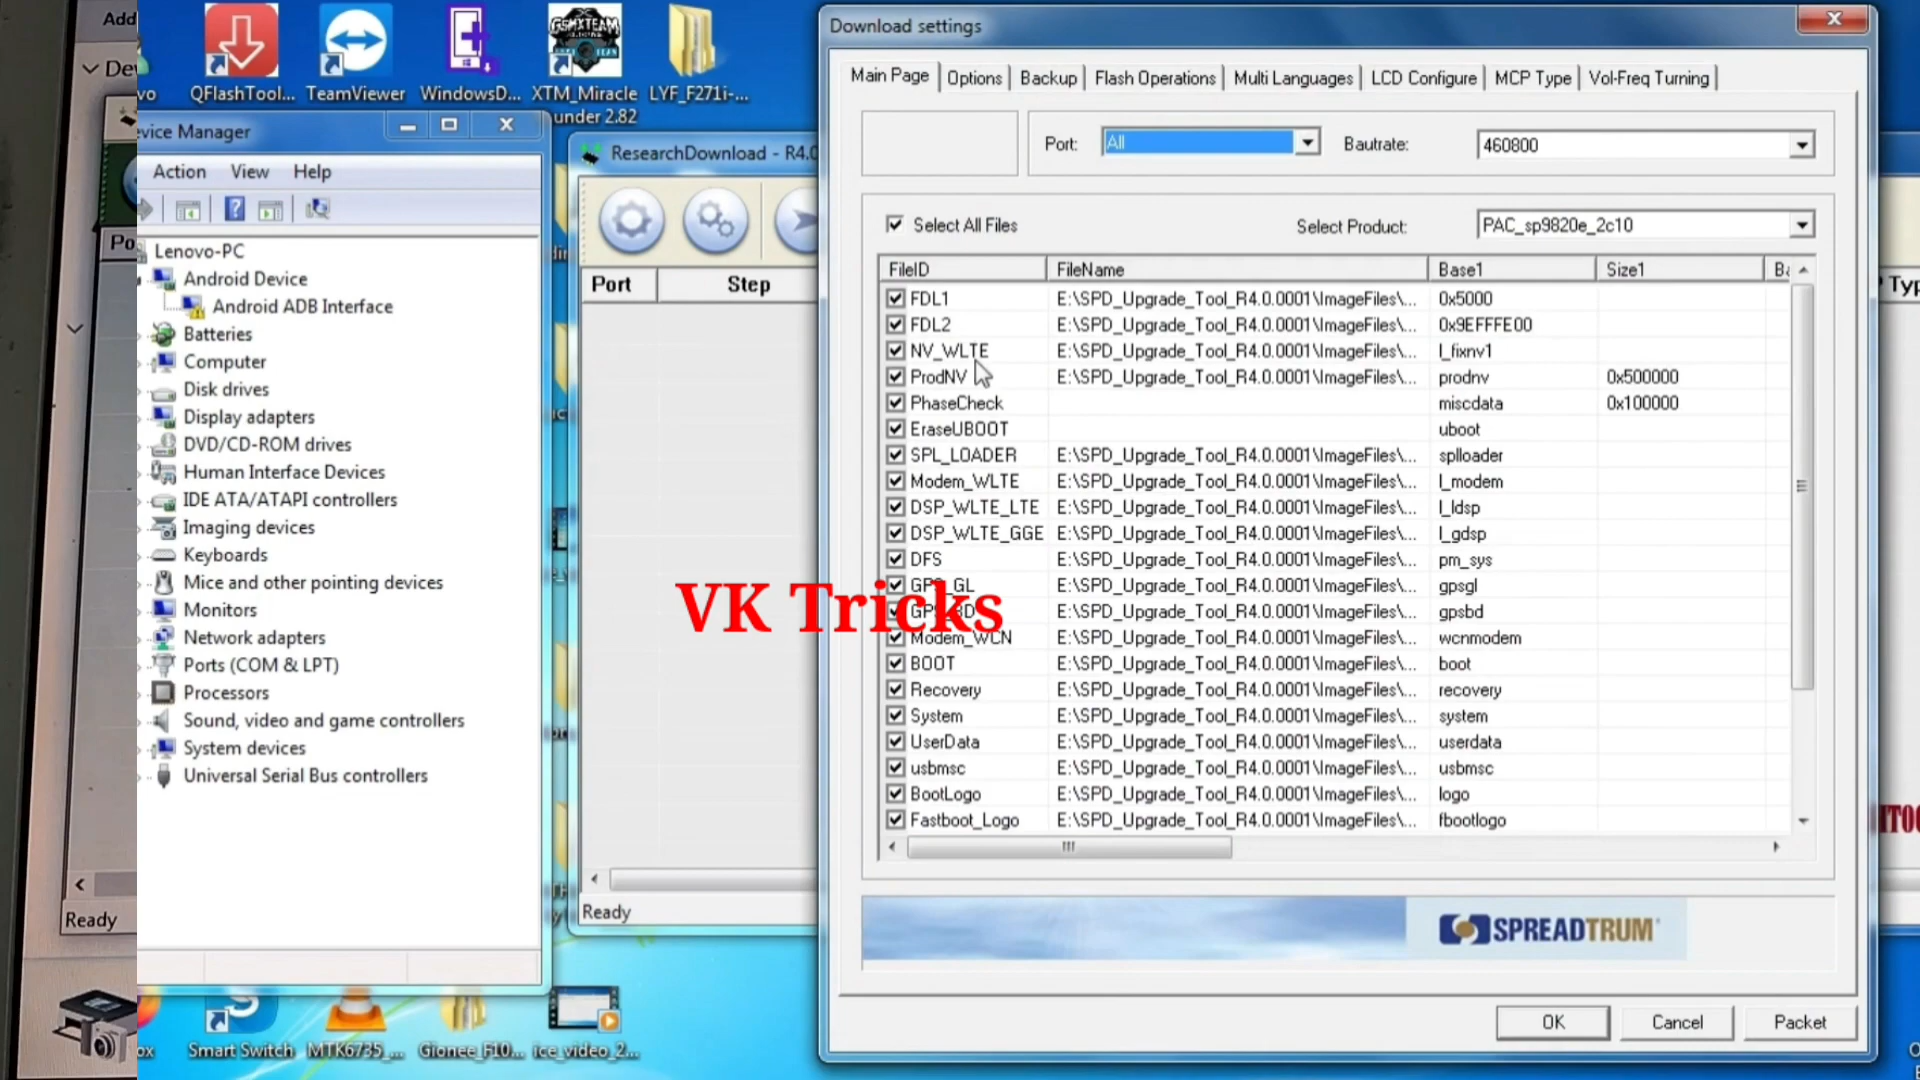 Add
De
vo
QFlashTool...
TeamViewer
WindowsD...
GSMXTEAM
XTM_Miracle
under 2.82
LYF_F271i-...
evice Manager
Action View Help
Po
Lenovo-PC
Android Device
Android ADB Interface
Batteries
Computer
Disk drives
Display adapters
DVD/CD-ROM drives
Human Interface Devices
IDE ATA/ATAPI controllers
Imaging devices
Keyboards
Mice and other pointing devices
Monitors
Network adapters
Ports (COM & LPT)
Processors
Sound, video and game controllers
System devices
Universal Serial Bus controllers
Ready
ResearchDownload - R4.0
Port Step
Ready
VK Tricks
Download settings
Main Page Options Backup Flash Operations Multi Languages LCD Configure MCP Type Vol-Freq Turning
Port: All Bautrate: 460800
Select All Files Select Product: PAC_sp9820e_2c10
FileID FileName Base1 Size1 Ba
FDL1 E:\SPD_Upgrade_Tool_R4.0.0001\ImageFiles\... 0x5000
FDL2 E:\SPD_Upgrade_Tool_R4.0.0001\ImageFiles\... 0x9EFFFE00
NV_WLTE E:\SPD_Upgrade_Tool_R4.0.0001\ImageFiles\... l_fixnv1
ProdNV E:\SPD_Upgrade_Tool_R4.0.0001\ImageFiles\... prodnv 0x500000
PhaseCheck miscdata 0x100000
EraseUBOOT uboot
SPL_LOADER E:\SPD_Upgrade_Tool_R4.0.0001\ImageFiles\... splloader
Modem_WLTE E:\SPD_Upgrade_Tool_R4.0.0001\ImageFiles\... l_modem
DSP_WLTE_LTE E:\SPD_Upgrade_Tool_R4.0.0001\ImageFiles\... l_ldsp
DSP_WLTE_GGE E:\SPD_Upgrade_Tool_R4.0.0001\ImageFiles\... l_gdsp
DFS E:\SPD_Upgrade_Tool_R4.0.0001\ImageFiles\... pm_sys
GPS_GL E:\SPD_Upgrade_Tool_R4.0.0001\ImageFiles\... gpsgl
GPS_BD E:\SPD_Upgrade_Tool_R4.0.0001\ImageFiles\... gpsbd
Modem_WCN E:\SPD_Upgrade_Tool_R4.0.0001\ImageFiles\... wcnmodem
BOOT E:\SPD_Upgrade_Tool_R4.0.0001\ImageFiles\... boot
Recovery E:\SPD_Upgrade_Tool_R4.0.0001\ImageFiles\... recovery
System E:\SPD_Upgrade_Tool_R4.0.0001\ImageFiles\... system
UserData E:\SPD_Upgrade_Tool_R4.0.0001\ImageFiles\... userdata
usbmsc E:\SPD_Upgrade_Tool_R4.0.0001\ImageFiles\... usbmsc
BootLogo E:\SPD_Upgrade_Tool_R4.0.0001\ImageFiles\... logo
Fastboot_Logo E:\SPD_Upgrade_Tool_R4.0.0001\ImageFiles\... fbootlogo
SPREADTRUM
OK Cancel Packet
Typ
ox
Smart Switch
MTK6735_...
Gionee_F10...
ice_video_2...